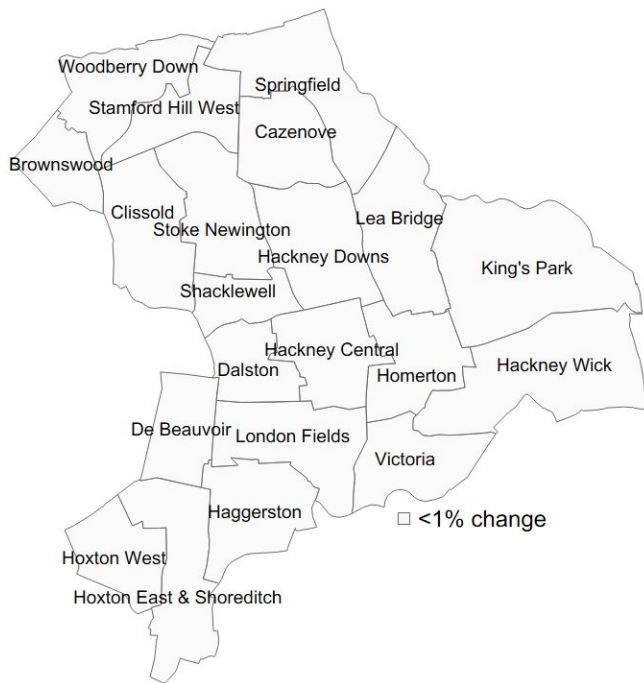 Woodberry Down
Springfield
Stamford Hill West
Cazenove
Brownswood
Clissold
Lea Bridge
Stoke Newington
Hackney Downs
King's Park
Shacklewell
Hackney Central
Dalston
Homerton
Hackney Wick
De Beauvoir
London Fields
Victoria
Haggerston
<1% change
Hoxton West
Hoxton East & Shoreditch